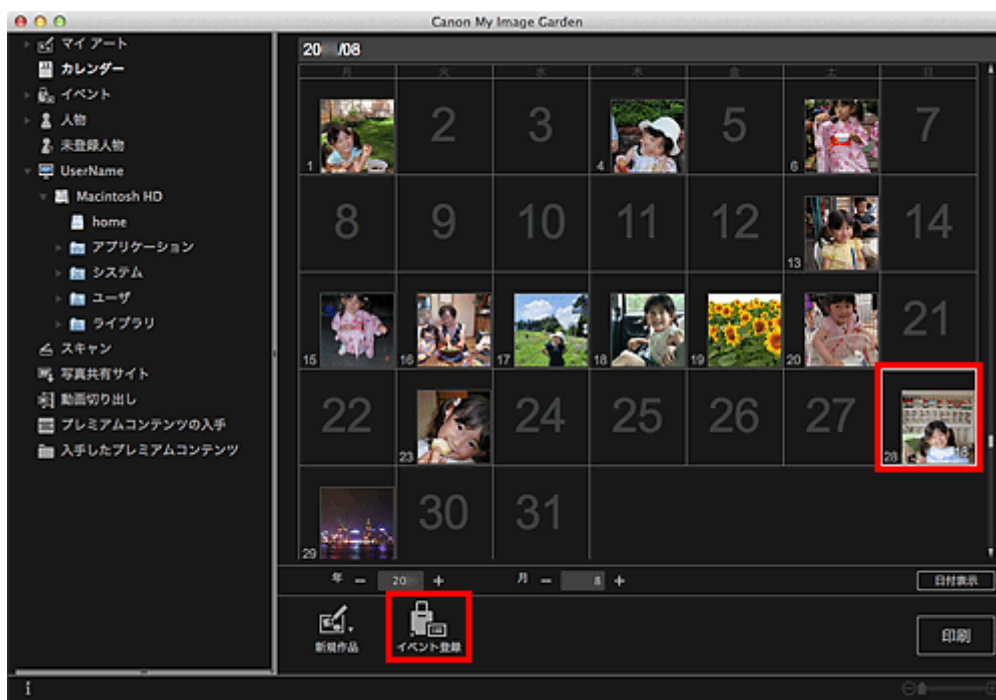 Canon My Image Garden
マイ アート
カレンダー
イベント
人物
未登録人物
UserName
Macintosh HD
home
アプリケーション
システム
ユーザ
ライブラリ
スキャン
写真共有サイト
動画切り出し
プレミアムコンテンツの入手
入手したプレミアムコンテンツ
20 /08
月 火 水 木 金 土 日
1 2 3 4 5 6 7
8 9 10 11 12 13 14
15 16 17 18 19 20 21
22 23 24 25 26 27 28 18
29 30 31
年 − 20 + 月 − 8 + 日付表示
新規作品 イベント登録 印刷